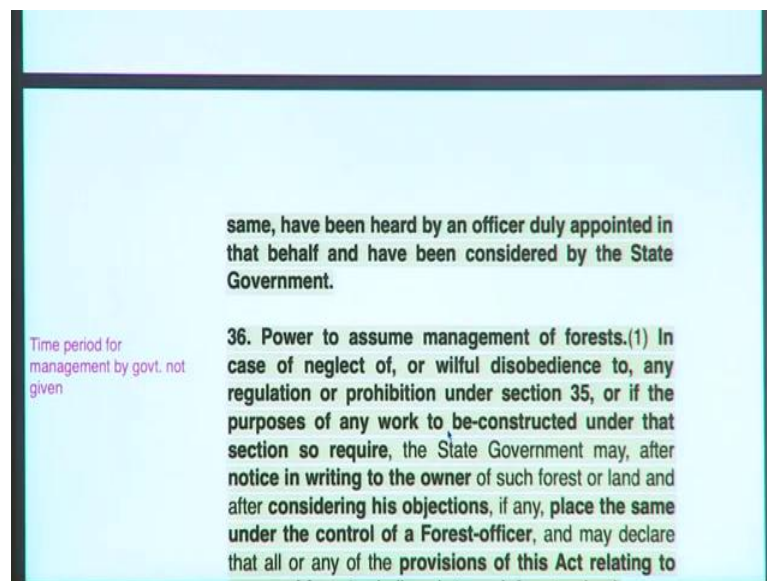 same, have been heard by an officer duly appointed in
that behalf and have been considered by the State
Government.
Time period for
management by govt. not
given
36. Power to assume management of forests.(1) In
case of neglect of, or wilful disobedience to, any
regulation or prohibition under section 35, or if the
purposes of any work to be-constructed under that
section so require, the State Government may, after
notice in writing to the owner of such forest or land and
after considering his objections, if any, place the same
under the control of a Forest-officer, and may declare
that all or any of the provisions of this Act relating to